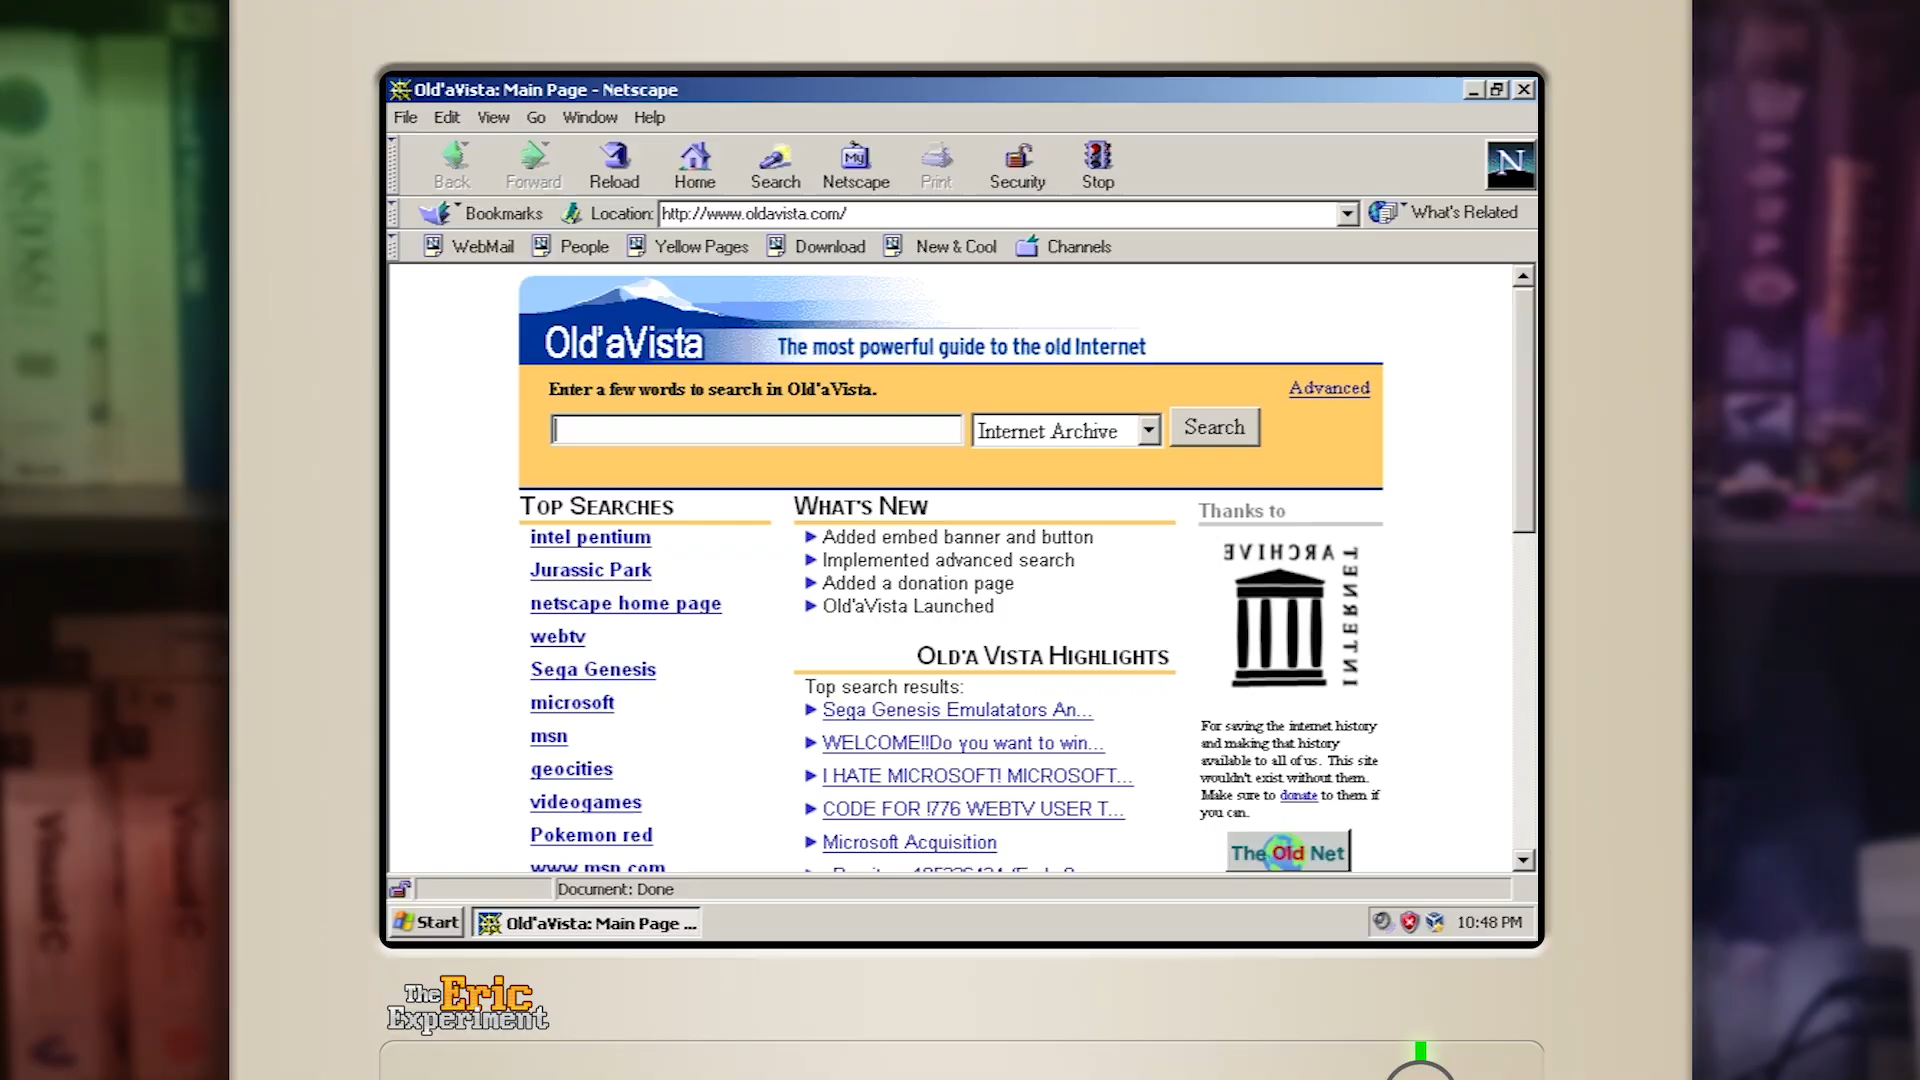 Old'aVista: Main Page - Netscape
File Edit View Go Window Help
Back Forward Reload Home Search Netscape Print Security Stop
My
N
Bookmarks Location: http://www.oldavista.com/ What's Related
WebMail People Yellow Pages Download New & Cool Channels
Old'aVista
The most powerful guide to the old Internet
Enter a few words to search in Old'aVista. Advanced
Internet Archive Search
TOP SEARCHES
intel pentium
Jurassic Park
netscape home page
webtv
Sega Genesis
microsoft
msn
geocities
videogames
Pokemon red
www.msn.com
WHAT'S NEW
Added embed banner and button
Implemented advanced search
Added a donation page
Old'aVista Launched
OLD'A VISTA HIGHLIGHTS
Top search results:
Sega Genesis Emulatators An...
WELCOME!!Do you want to win...
I HATE MICROSOFT! MICROSOFT...
CODE FOR !776 WEBTV USER T...
Microsoft Acquisition
Thanks to
INTERNET ARCHIVE
For saving the internet history
and making that history
available to all of us. This site
wouldn't exist without them.
Make sure to donate to them if
you can.
The Old Net
Document: Done
Start Old'aVista: Main Page ... 10:48 PM
The Eric
Experiment